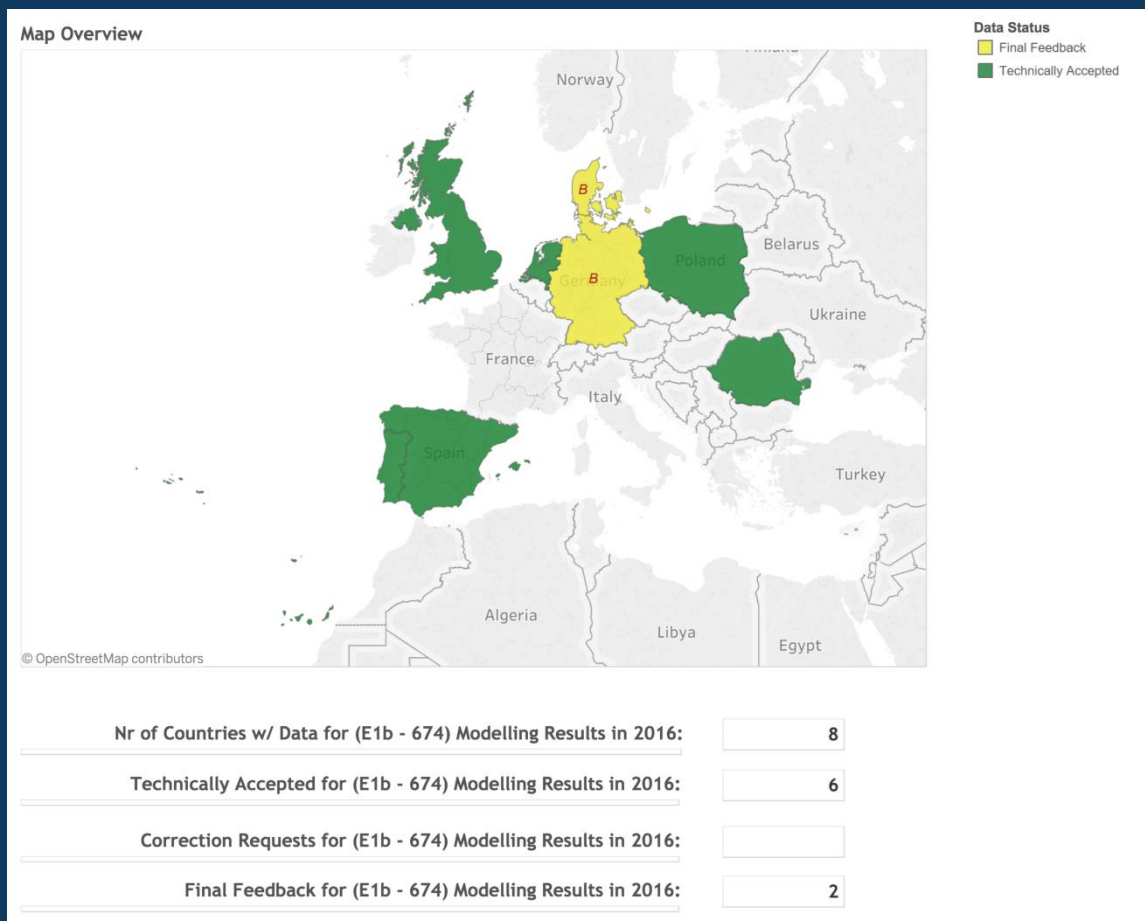 Map Overview
Data Status
Final Feedback
Technically Accepted
Norway
B
Belarus
Poland
B
Germany
Ukraine
France
Italy
Spain
Turkey
Algeria
Libya
Egypt
© OpenStreetMap contributors
Nr of Countries w/ Data for (E1b - 674) Modelling Results in 2016: 8
Technically Accepted for (E1b - 674) Modelling Results in 2016: 6
Correction Requests for (E1b - 674) Modelling Results in 2016:
Final Feedback for (E1b - 674) Modelling Results in 2016: 2